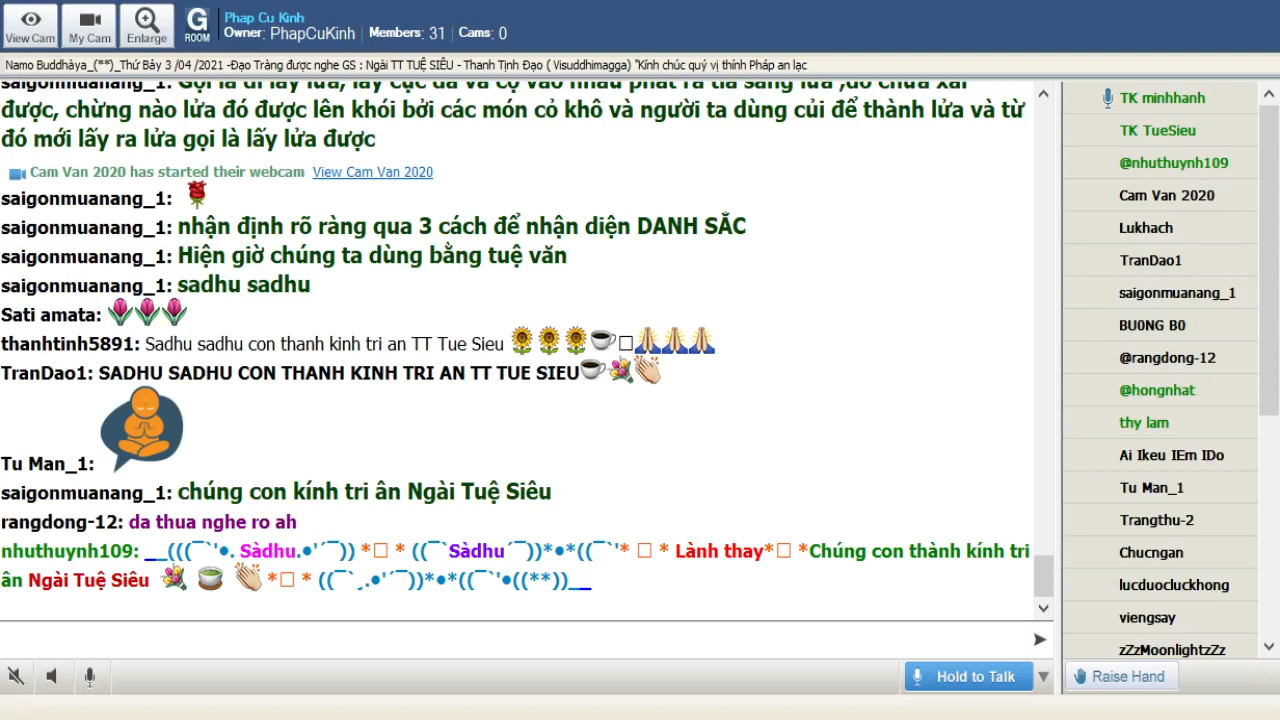 View Cam
My Cam
Enlarge
G
ROOM
Phap Cu Kinh
Owner: PhapCuKinh
Members: 31
Cams: 0
Namo Buddhàya_(**)_Thứ Bảy 3 /04 /2021 -Đạo Tràng được nghe GS : Ngài TT TUỆ SIÊU - Thanh Tịnh Đạo ( Visuddhimagga) "Kính chúc quý vị thính Pháp an lạc
saigonmuanang_1: Gọi là đi lấy lửa, lấy cục đá và cọ vào nhau phát ra tia sáng lửa ,đó chưa xài
được, chừng nào lửa đó được lên khói bởi các món cỏ khô và người ta dùng củi để thành lửa và từ
đó mới lấy ra lửa gọi là lấy lửa được
Cam Van 2020 has started their webcam View Cam Van 2020
saigonmuanang_1:
saigonmuanang_1: nhận định rõ ràng qua 3 cách để nhận diện DANH SẮC
saigonmuanang_1: Hiện giờ chúng ta dùng bằng tuệ văn
saigonmuanang_1: sadhu sadhu
Sati amata: 🌷🌷🌷
thanhtinh5891: Sadhu sadhu con thanh kinh tri an TT Tue Sieu 🌻🌻🌻☕□🙏🙏🙏
TranDao1: SADHU SADHU CON THANH KINH TRI AN TT TUE SIEU☕💐👏
Tu Man_1:
saigonmuanang_1: chúng con kính tri ân Ngài Tuệ Siêu
rangdong-12: da thua nghe ro ah
nhuthuynh109: __(((¯`'•. Sàdhu.•'´¯)) *□ * ((¯`Sàdhu´¯))*•*((¯`'* □ * Lành thay*□ *Chúng con thành kính tri
ân Ngài Tuệ Siêu 💐 🍵 👏 *□ * ((¯`¸.•'´¯))*•*((¯`'•((**))__
TK minhhanh
TK TueSieu
@nhuthuynh109
Cam Van 2020
Lukhach
TranDao1
saigonmuanang_1
BU0NG B0
@rangdong-12
@hongnhat
thy lam
Ai Ikeu IEm IDo
Tu Man_1
Trangthu-2
Chucngan
lucduocluckhong
viengsay
zZzMoonlightzZz
Hold to Talk
Raise Hand